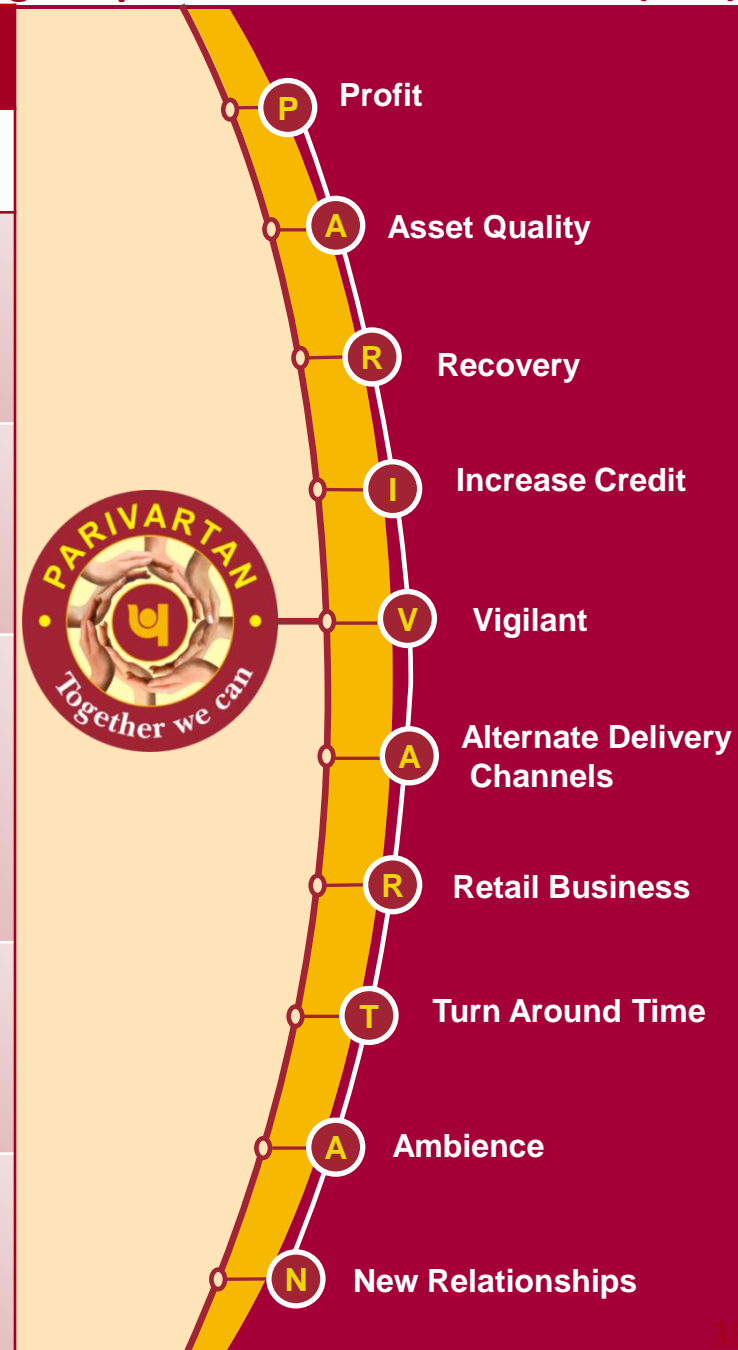 P Profit
A Asset Quality
R Recovery
I Increase Credit
PARIVARTAN
प
Together we can
V Vigilant
A Alternate Delivery
Channels
R Retail Business
T Turn Around Time
A Ambience
N New Relationships